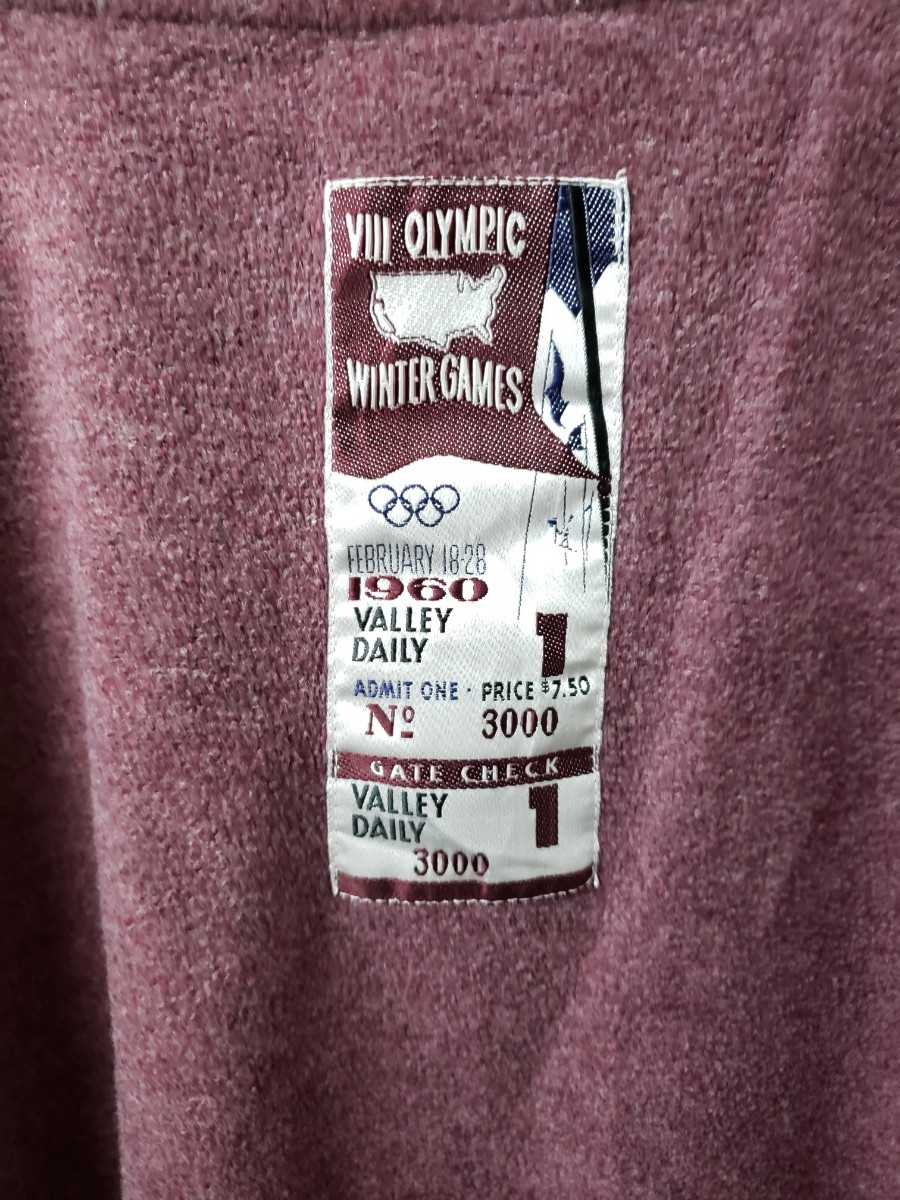 VIII OLYMPIC
WINTER GAMES
FEBRUARY 18-28
1960
VALLEY
DAILY
1
ADMIT ONE · PRICE $7.50
Nº 3000
GATE CHECK
VALLEY
DAILY
1
3000